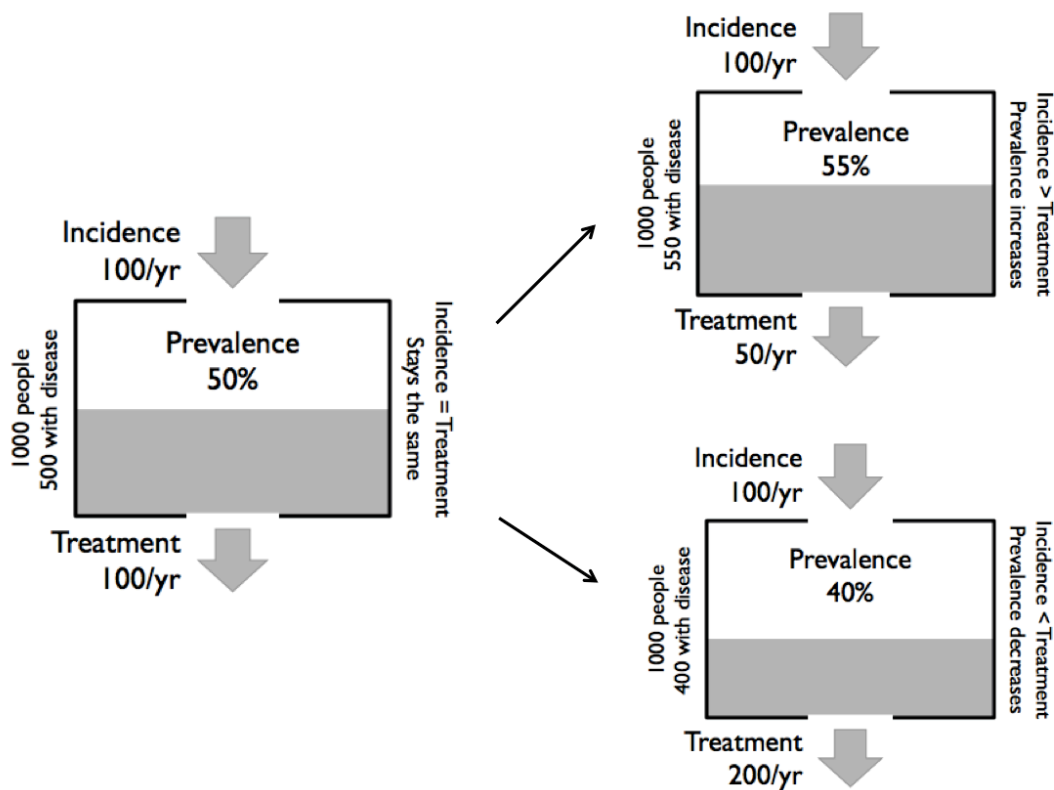 Incidence
100/yr
1000 people
500 with disease
Prevalence
50%
Incidence = Treatment
Stays the same
Treatment
100/yr
Incidence
100/yr
1000 people
550 with disease
Prevalence
55%
Incidence > Treatment
Prevalence increases
Treatment
50/yr
Incidence
100/yr
1000 people
400 with disease
Prevalence
40%
Incidence < Treatment
Prevalence decreases
Treatment
200/yr